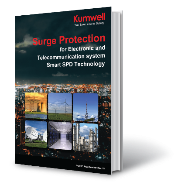 Kumwell
Surge Protection
for Electronic and
Telecommunication system
Smart SPD Technology